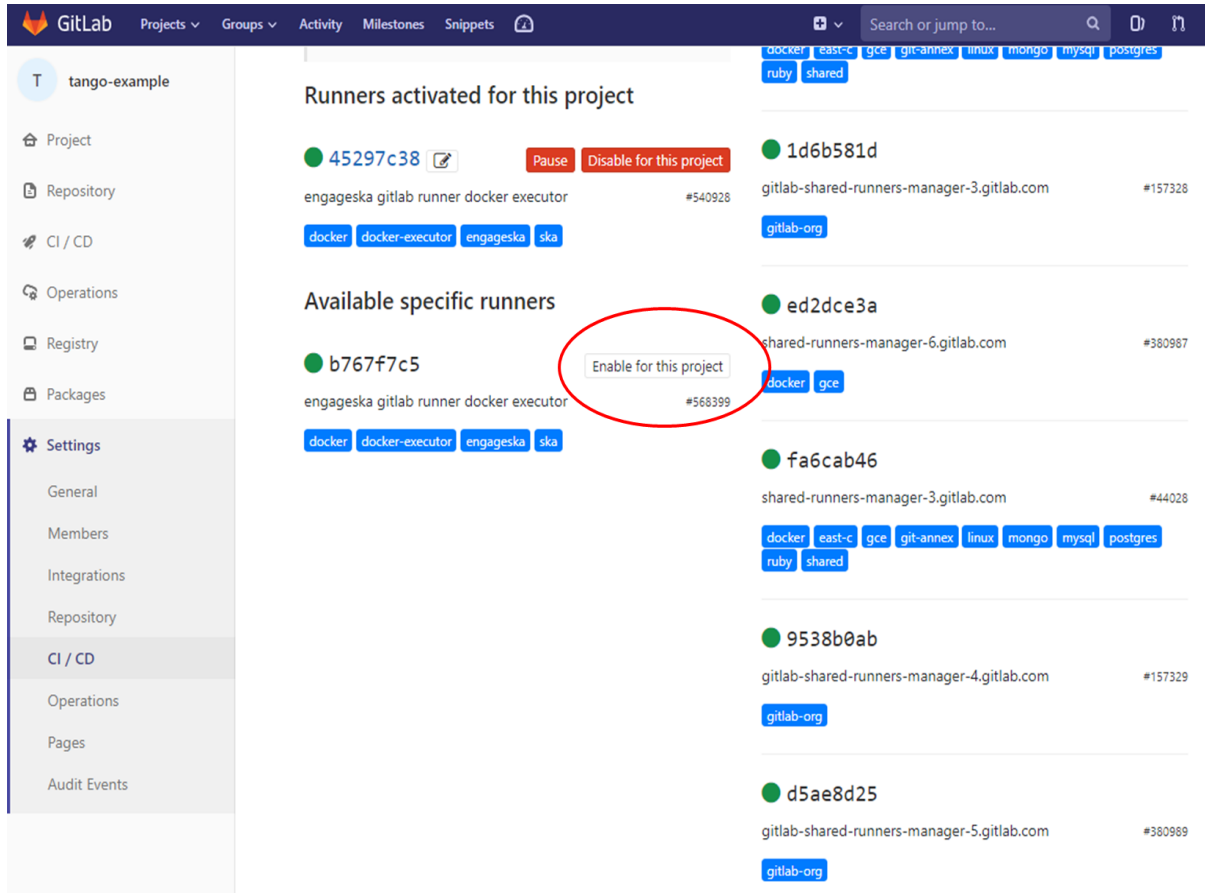 GitLab Projects Groups Activity Milestones Snippets Search or jump to...
T tango-example
Project
Repository
CI / CD
Operations
Registry
Packages
Settings
General
Members
Integrations
Repository
CI / CD
Operations
Pages
Audit Events
Runners activated for this project
45297c38 Pause Disable for this project
engageska gitlab runner docker executor #540928
docker docker-executor engageska ska
Available specific runners
b767f7c5 Enable for this project
engageska gitlab runner docker executor #568399
docker docker-executor engageska ska
docker east-c gce git-annex linux mongo mysql postgres
ruby shared
1d6b581d
gitlab-shared-runners-manager-3.gitlab.com #157328
gitlab-org
ed2dce3a
shared-runners-manager-6.gitlab.com #380987
docker gce
fa6cab46
shared-runners-manager-3.gitlab.com #44028
docker east-c gce git-annex linux mongo mysql postgres
ruby shared
9538b0ab
gitlab-shared-runners-manager-4.gitlab.com #157329
gitlab-org
d5ae8d25
gitlab-shared-runners-manager-5.gitlab.com #380989
gitlab-org